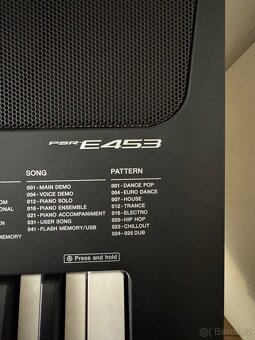 PSR-E453
SONG
001 - MAIN DEMO
004 - VOICE DEMO
012 - PIANO SOLO
016 - PIANO ENSEMBLE
021 - PIANO ACCOMPANIMENT
031 - USER SONG
041 - FLASH MEMORY/USB
PATTERN
001 - DANCE POP
004 - EURO DANCE
007 - HOUSE
012 - TRANCE
016 - ELECTRO
020 - HIP HOP
022 - CHILLOUT
024 - 025 DUB
MEMORY
Press and hold